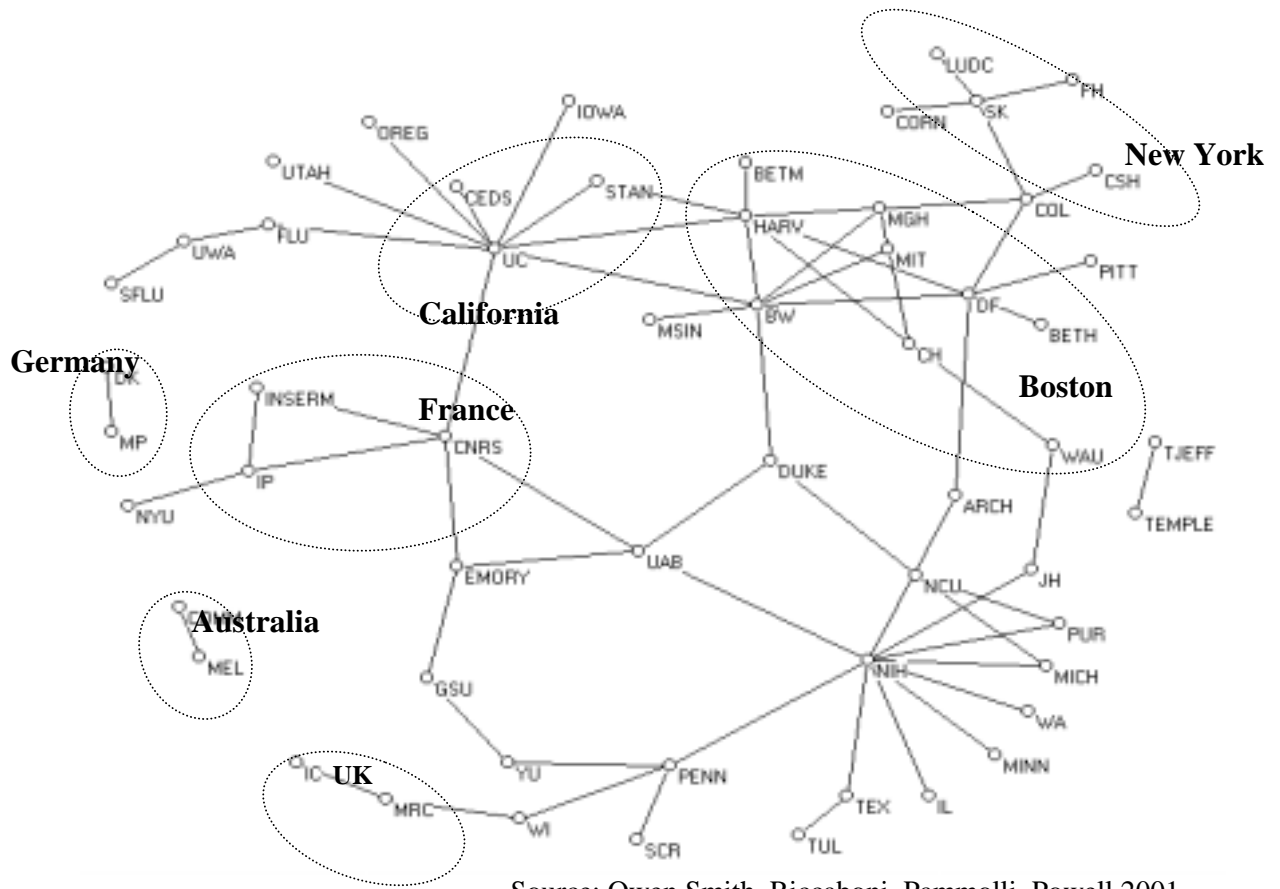 LUDC
FH
SK
CORN
IOWA
OREG
New York
BETM
UTAH
CSH
STAN
CEDS
COL
MGH
HARV
FLU
UWA
MIT
UC
PITT
SFLU
DF
California
BW
MSIN
BETH
CH
Germany
DK
Boston
INSERM
France
MP
CNRS
WAU
TJEFF
IP
DUKE
NYU
ARCH
TEMPLE
UAB
EMORY
NCU
JH
Australia
PUR
MEL
NIH
MICH
GSU
WA
MINN
IC
UK
YU
PENN
MRC
TEX
IL
WI
TUL
SCR
Source: Owen Smith, Riccaboni, Pammolli, Powell 2001